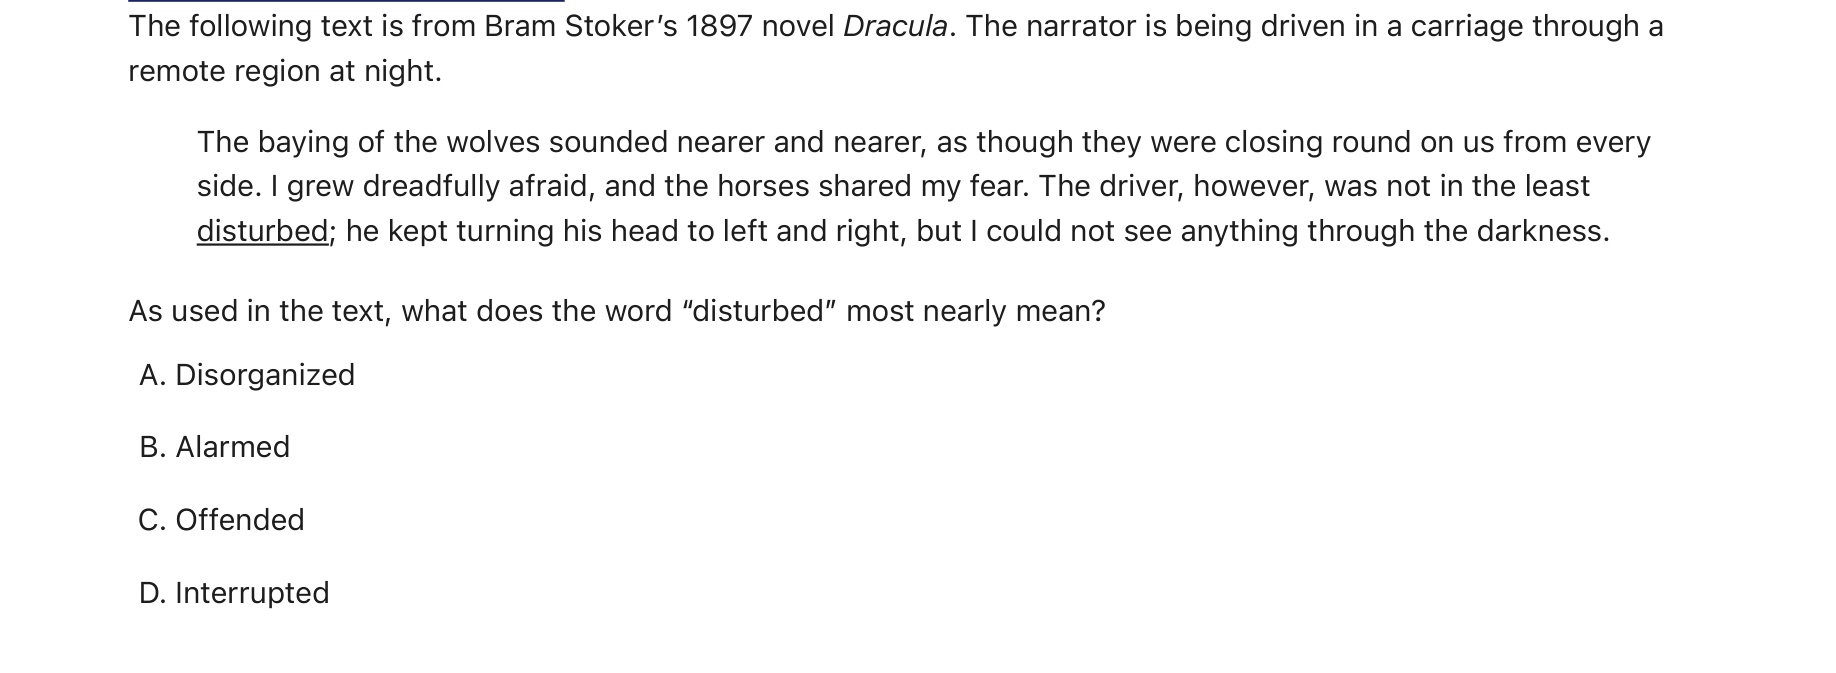 The following text is from Bram Stoker’s 1897 novel Dracula. The narrator is being driven in a carriage through a
remote region at night.
The baying of the wolves sounded nearer and nearer, as though they were closing round on us from every
side. I grew dreadfully afraid, and the horses shared my fear. The driver, however, was not in the least
disturbed; he kept turning his head to left and right, but I could not see anything through the darkness.
As used in the text, what does the word “disturbed” most nearly mean?
A. Disorganized
B. Alarmed
C. Offended
D. Interrupted